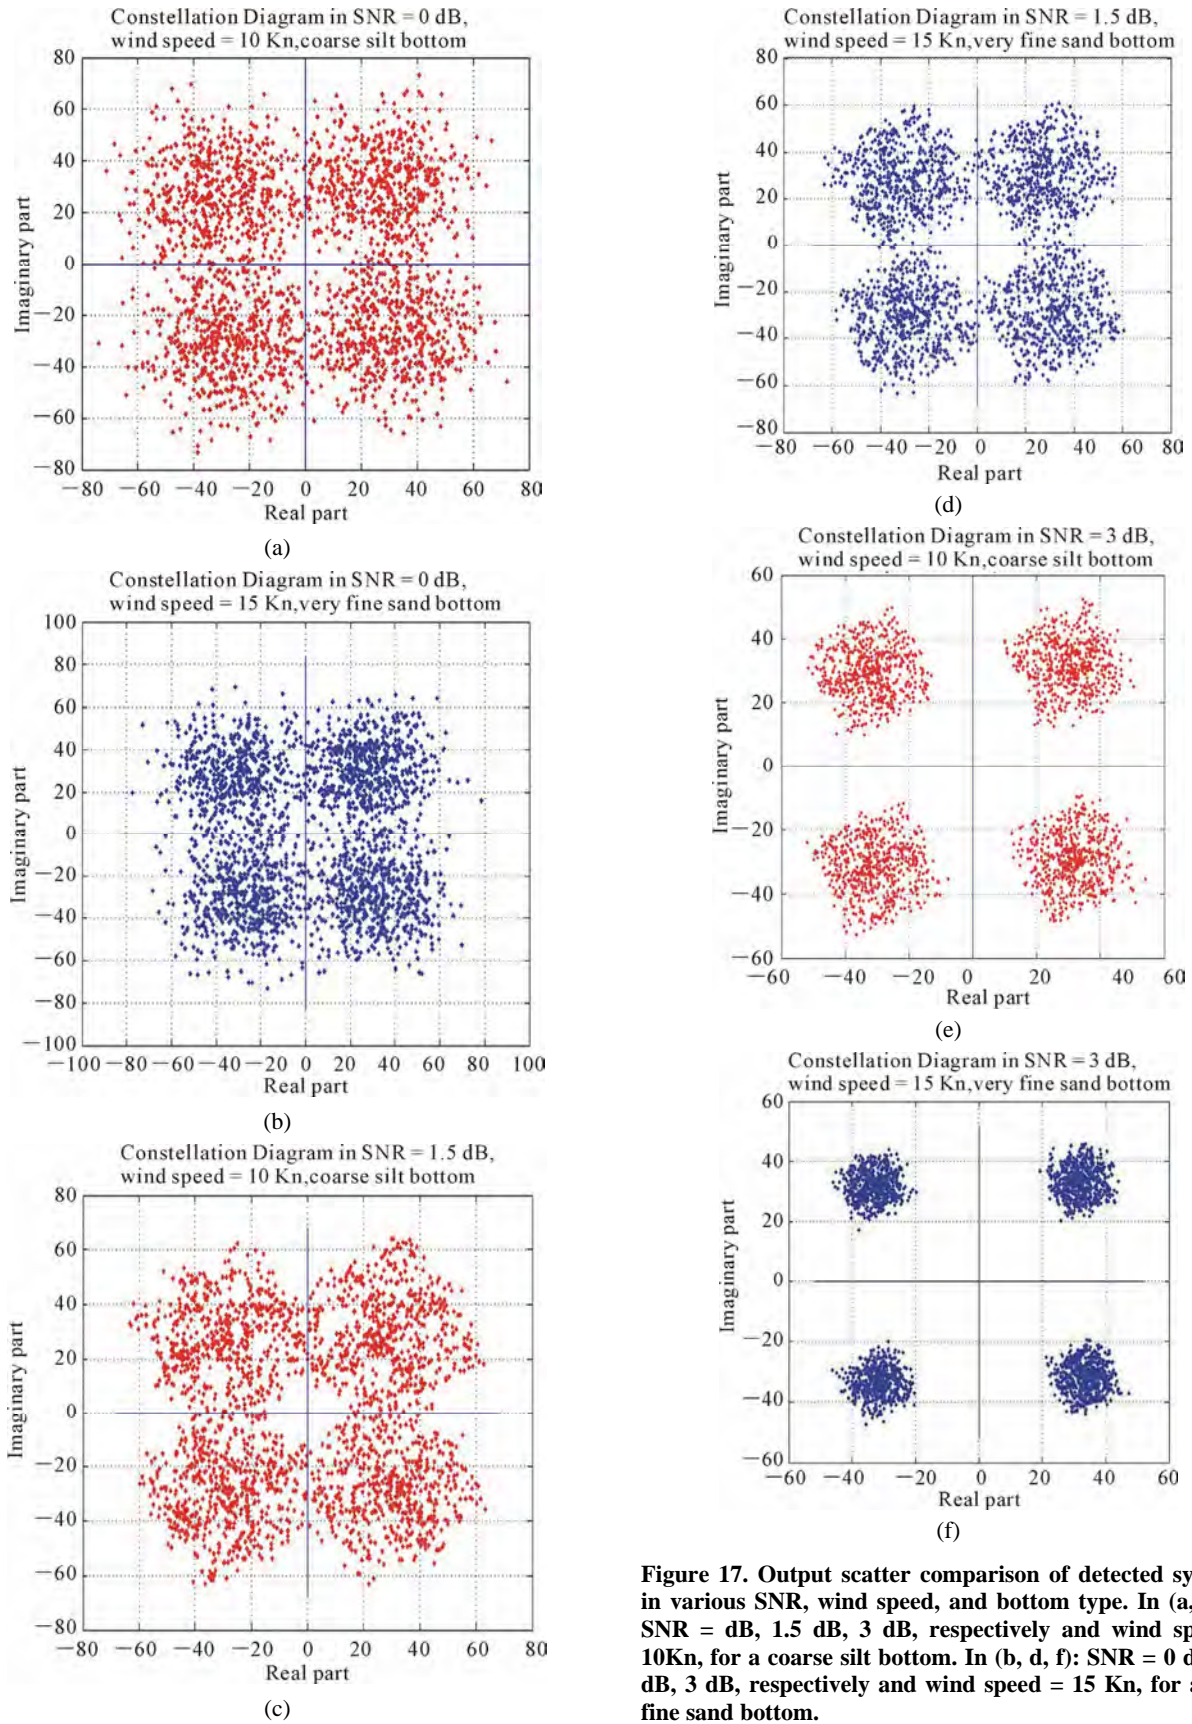 Constellation Diagram in SNR = 0 dB,
wind speed = 10 Kn,coarse silt bottom
80
60
40
20
0
−20
−40
−60
−80
−80 −60 −40 −20 0 20 40 60 80
Imaginary part
Real part
(a)
Constellation Diagram in SNR = 0 dB,
wind speed = 15 Kn,very fine sand bottom
100
80
60
40
20
0
−20
−40
−60
−80
−100
−100 −80 −60 −40 −20 0 20 40 60 80 100
Imaginary part
Real part
(b)
Constellation Diagram in SNR = 1.5 dB,
wind speed = 10 Kn,coarse silt bottom
80
60
40
20
0
−20
−40
−60
−80
−80 −60 −40 −20 0 20 40 60 80
Imaginary part
Real part
(c)
Constellation Diagram in SNR = 1.5 dB,
wind speed = 15 Kn,very fine sand bottom
80
60
40
20
0
−20
−40
−60
−80
−80 −60 −40 −20 0 20 40 60 80
Imaginary part
Real part
(d)
Constellation Diagram in SNR = 3 dB,
wind speed = 10 Kn,coarse silt bottom
60
40
20
0
−20
−40
−60
−60 −40 −20 0 20 40 60
Imaginary part
Real part
(e)
Constellation Diagram in SNR = 3 dB,
wind speed = 15 Kn,very fine sand bottom
60
40
20
0
−20
−40
−60
−60 −40 −20 0 20 40 60
Imaginary part
Real part
(f)
Figure 17. Output scatter comparison of detected sy
in various SNR, wind speed, and bottom type. In (a,
SNR = dB, 1.5 dB, 3 dB, respectively and wind sp
10Kn, for a coarse silt bottom. In (b, d, f): SNR = 0 d
dB, 3 dB, respectively and wind speed = 15 Kn, for a
fine sand bottom.